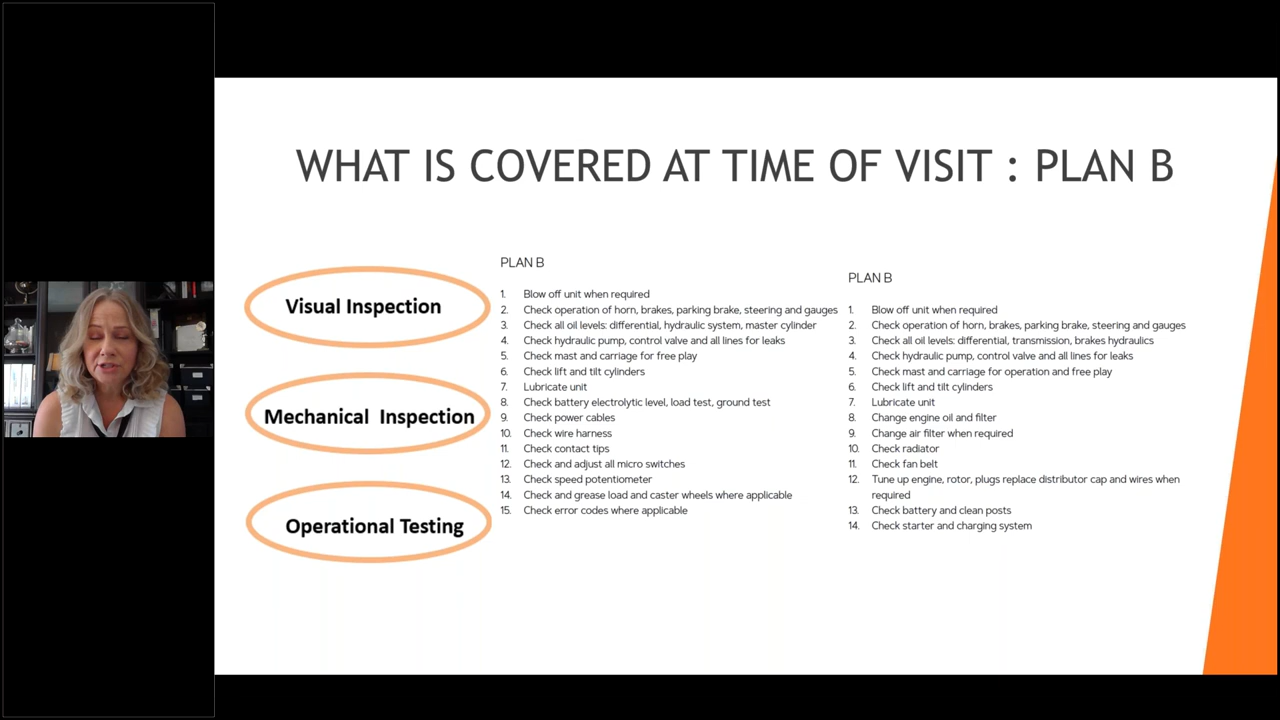 WHAT IS COVERED AT TIME OF VISIT : PLAN B
Visual Inspection
Mechanical Inspection
Operational Testing
PLAN B
1. Blow off unit when required
2. Check operation of horn, brakes, parking brake, steering and gauges
3. Check all oil levels: differential, hydraulic system, master cylinder
4. Check hydraulic pump, control valve and all lines for leaks
5. Check mast and carriage for free play
6. Check lift and tilt cylinders
7. Lubricate unit
8. Check battery electrolytic level, load test, ground test
9. Check power cables
10. Check wire harness
11. Check contact tips
12. Check and adjust all micro switches
13. Check speed potentiometer
14. Check and grease load and caster wheels where applicable
15. Check error codes where applicable
PLAN B
1. Blow off unit when required
2. Check operation of horn, brakes, parking brake, steering and gauges
3. Check all oil levels: differential, transmission, brakes hydraulics
4. Check hydraulic pump, control valve and all lines for leaks
5. Check mast and carriage for operation and free play
6. Check lift and tilt cylinders
7. Lubricate unit
8. Change engine oil and filter
9. Change air filter when required
10. Check radiator
11. Check fan belt
12. Tune up engine, rotor, plugs replace distributor cap and wires when
required
13. Check battery and clean posts
14. Check starter and charging system